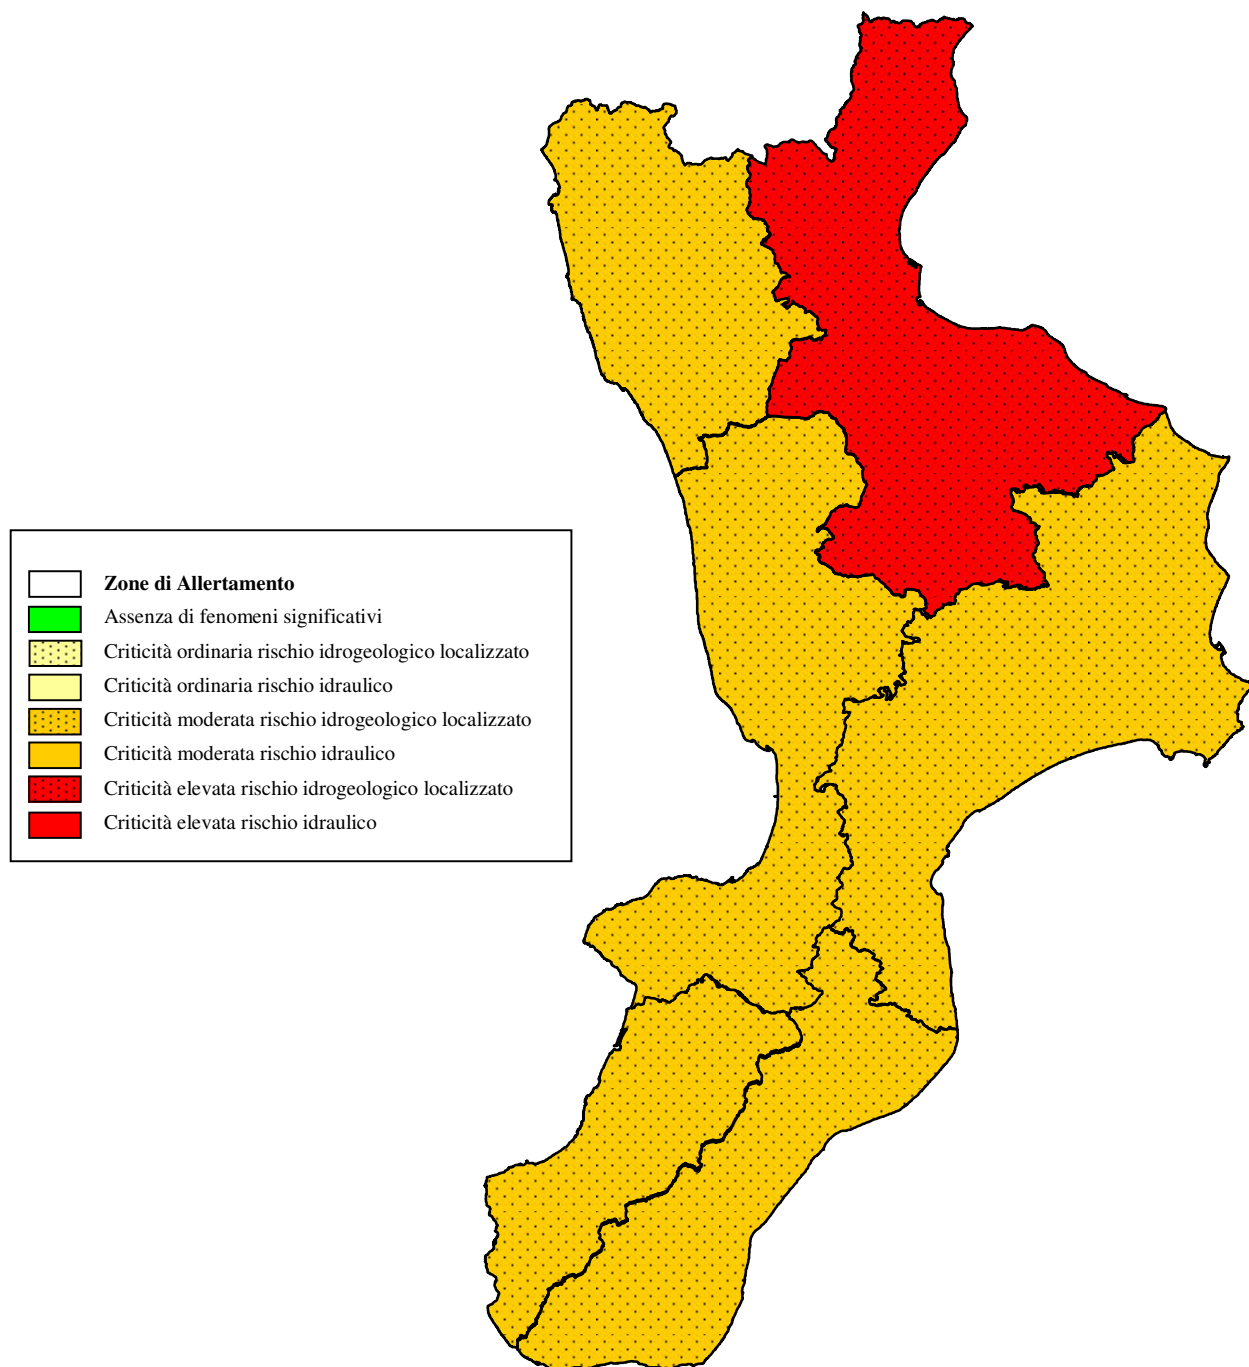 Zone di Allertamento
Assenza di fenomeni significativi
Criticità ordinaria rischio idrogeologico localizzato
Criticità ordinaria rischio idraulico
Criticità moderata rischio idrogeologico localizzato
Criticità moderata rischio idraulico
Criticità elevata rischio idrogeologico localizzato
Criticità elevata rischio idraulico